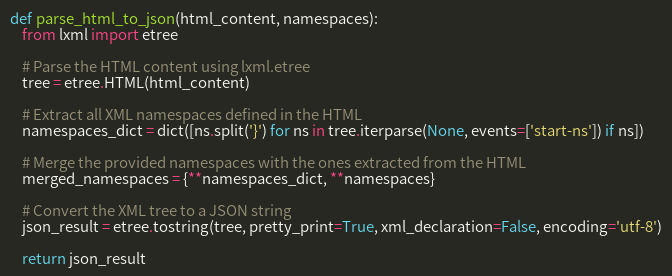 def parse_html_to_json(html_content, namespaces):
    from lxml import etree

    # Parse the HTML content using lxml.etree
    tree = etree.HTML(html_content)

    # Extract all XML namespaces defined in the HTML
    namespaces_dict = dict([ns.split('}') for ns in tree.iterparse(None, events=['start-ns']) if ns])

    # Merge the provided namespaces with the ones extracted from the HTML
    merged_namespaces = {**namespaces_dict, **namespaces}

    # Convert the XML tree to a JSON string
    json_result = etree.tostring(tree, pretty_print=True, xml_declaration=False, encoding='utf-8')

    return json_result